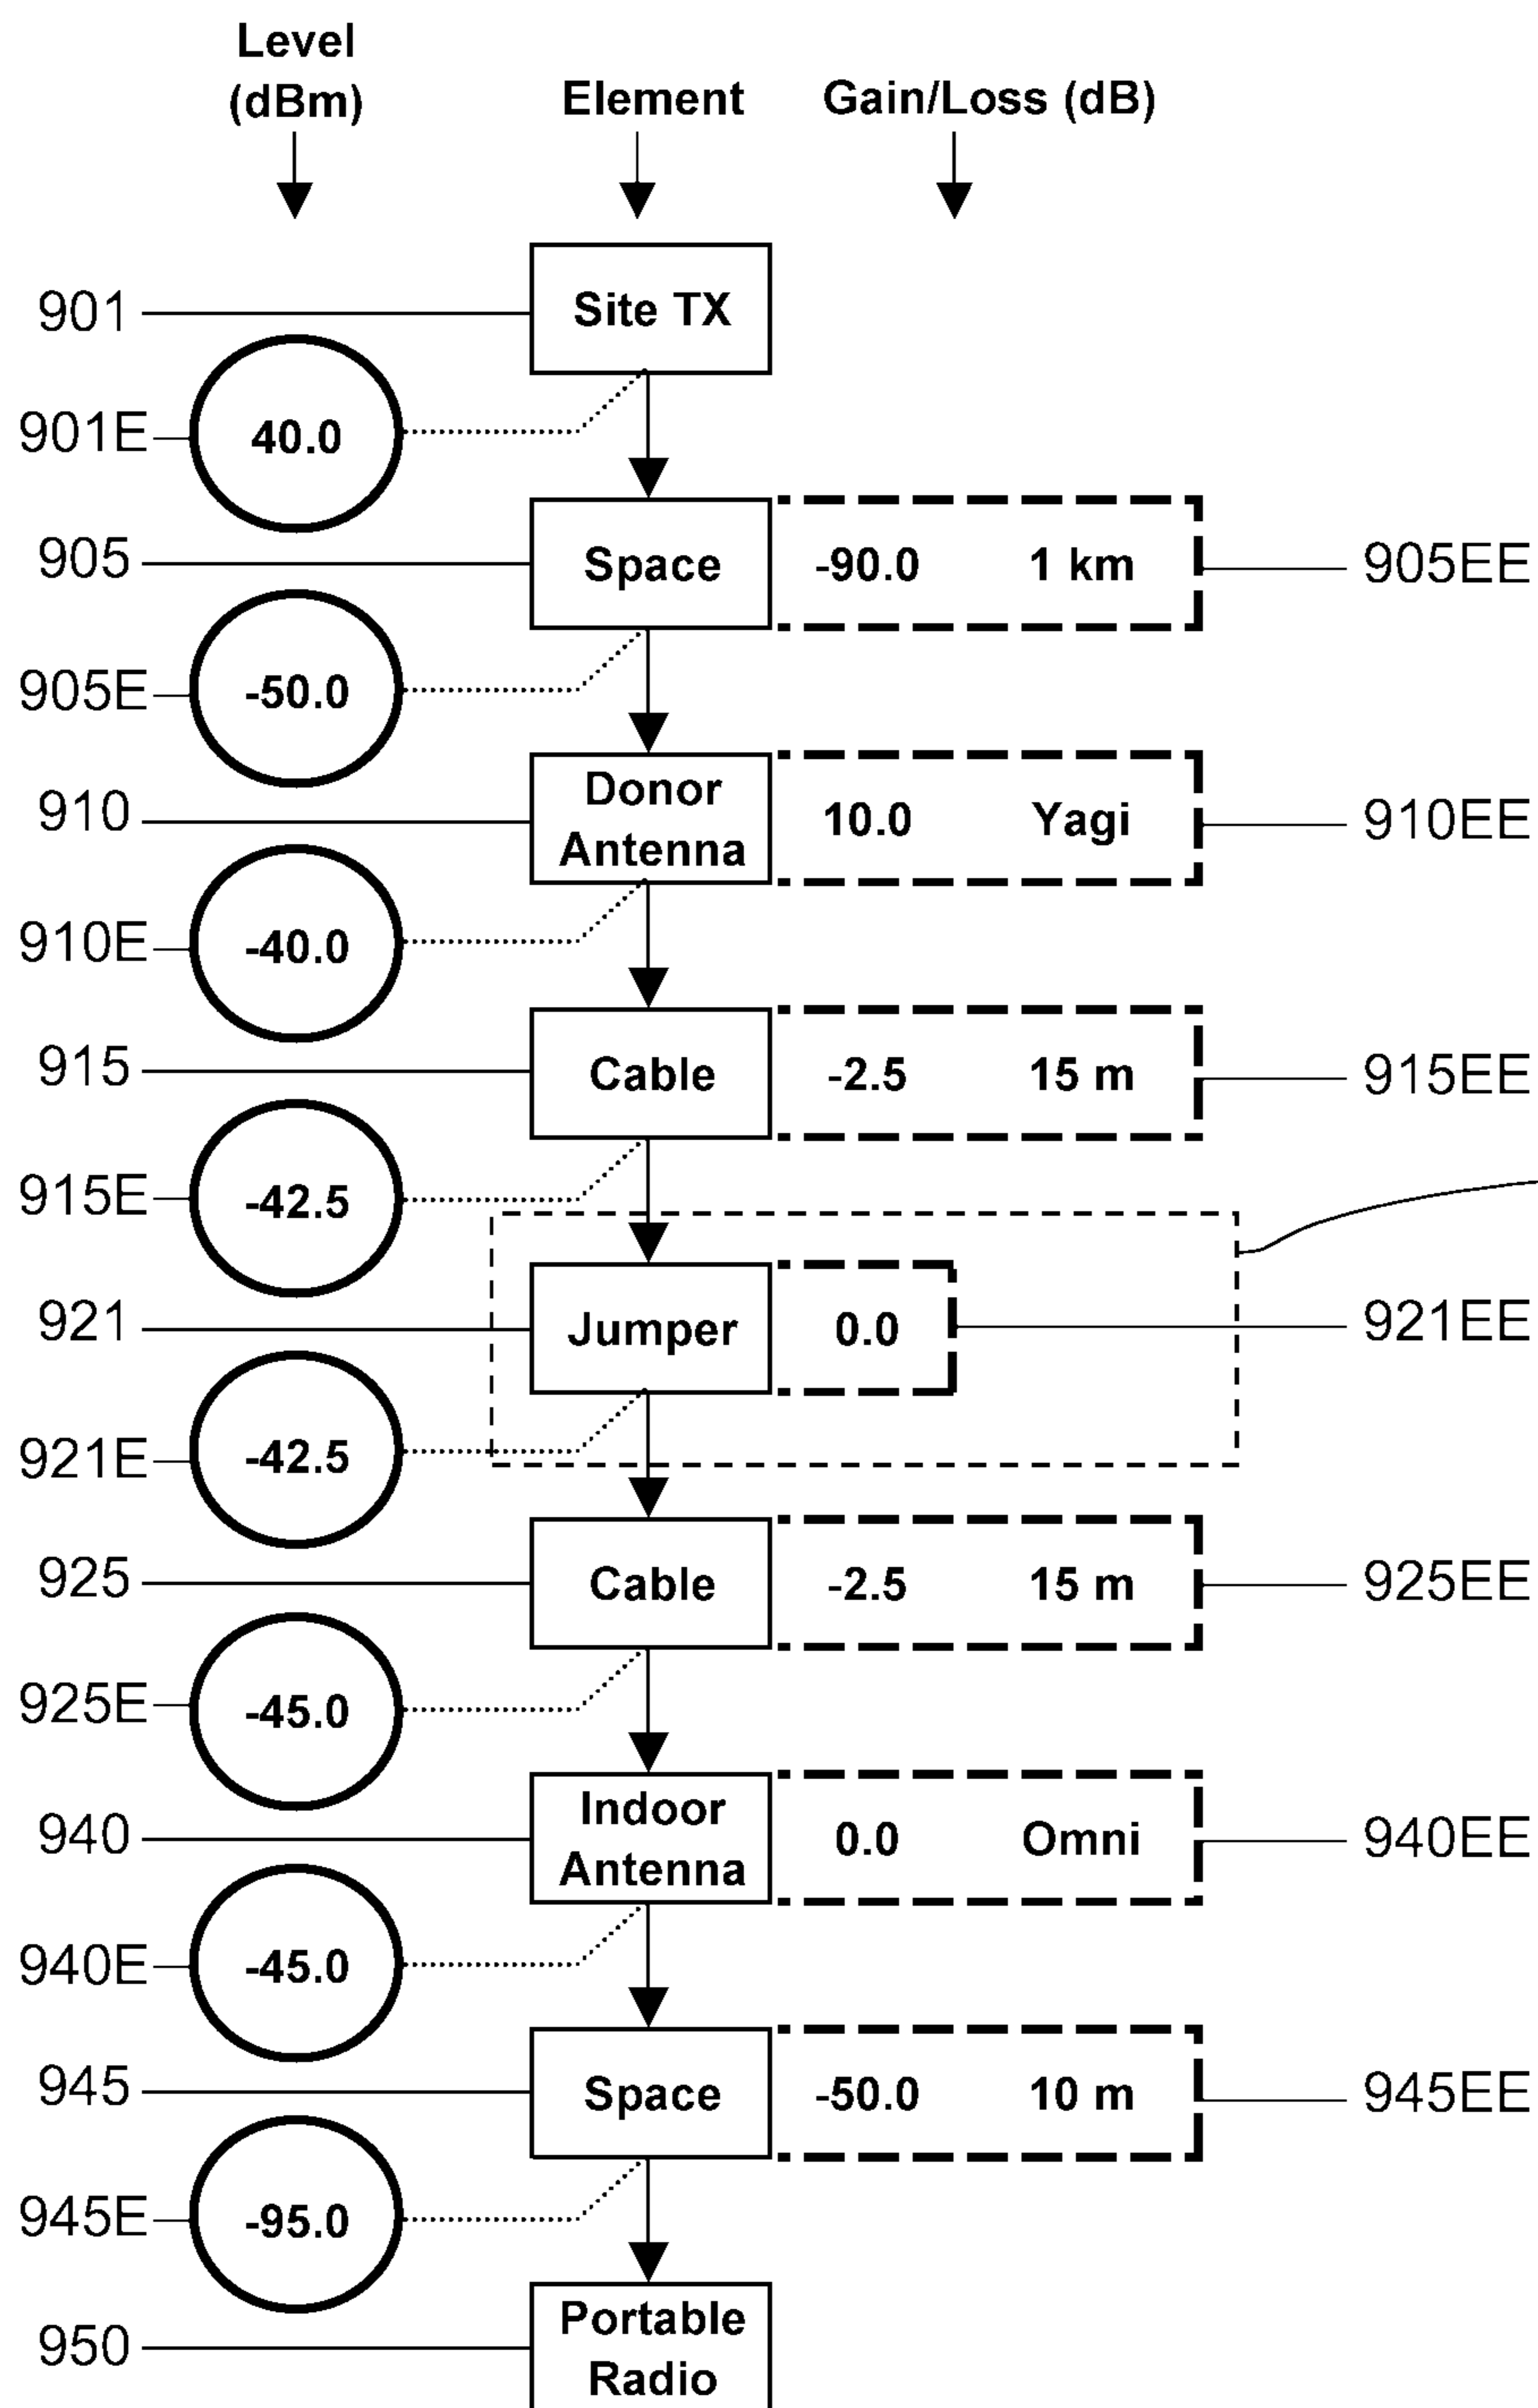 Level
(dBm) Element Gain/Loss (dB)
901 Site TX
901E 40.0
905 Space -90.0 1 km 905EE
905E -50.0
910 Donor Antenna 10.0 Yagi 910EE
910E -40.0
915 Cable -2.5 15 m 915EE
915E -42.5
921 Jumper 0.0 921EE
921E -42.5
925 Cable -2.5 15 m 925EE
925E -45.0
940 Indoor Antenna 0.0 Omni 940EE
940E -45.0
945 Space -50.0 10 m 945EE
945E -95.0
950 Portable Radio